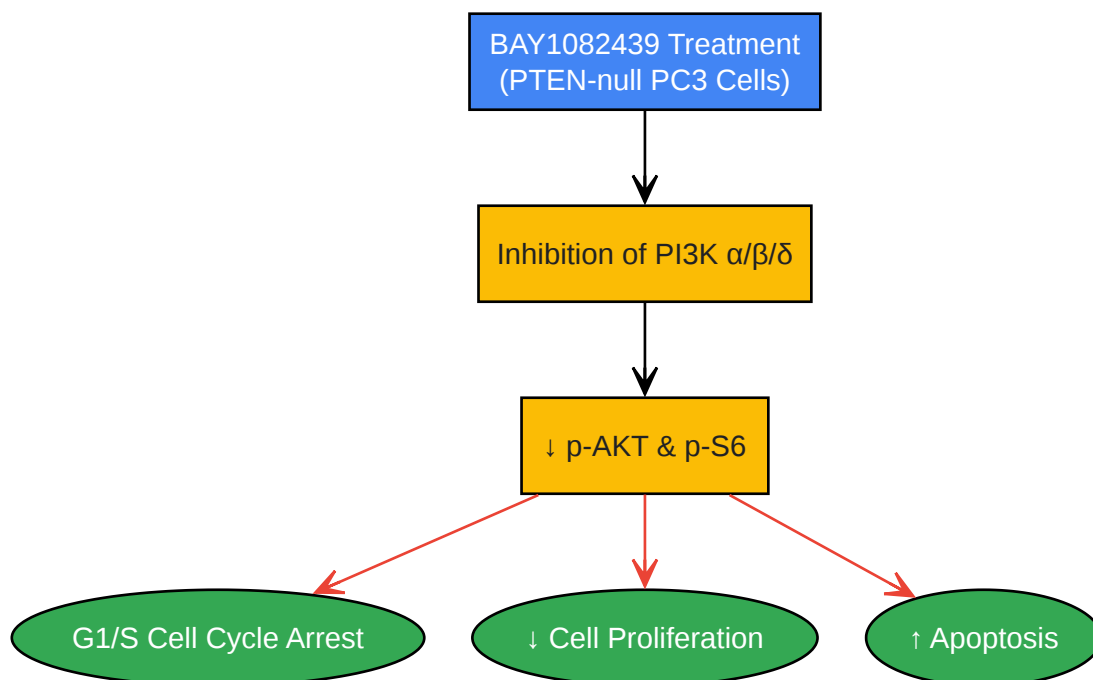 BAY1082439 Treatment
(PTEN-null PC3 Cells)
Inhibition of PI3K α/β/δ
↓ p-AKT & p-S6
G1/S Cell Cycle Arrest
↓ Cell Proliferation
↑ Apoptosis